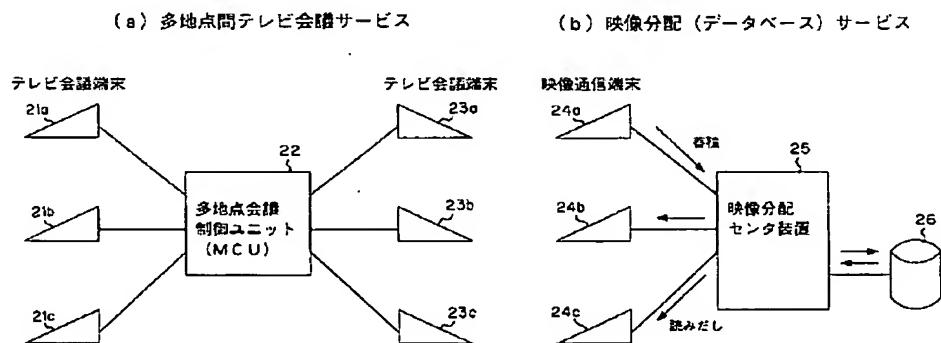 (a) 多地点間テレビ会議サービス
テレビ会議端末
テレビ会議端末
21a
23a
22
21b
23b
多地点会議
制御ユニット
(MCU)
21c
23c
(b) 映像分配(データベース)サービス
映像通信端末
24a
蓄積
25
24b
映像分配
センタ装置
26
24c
読みだし